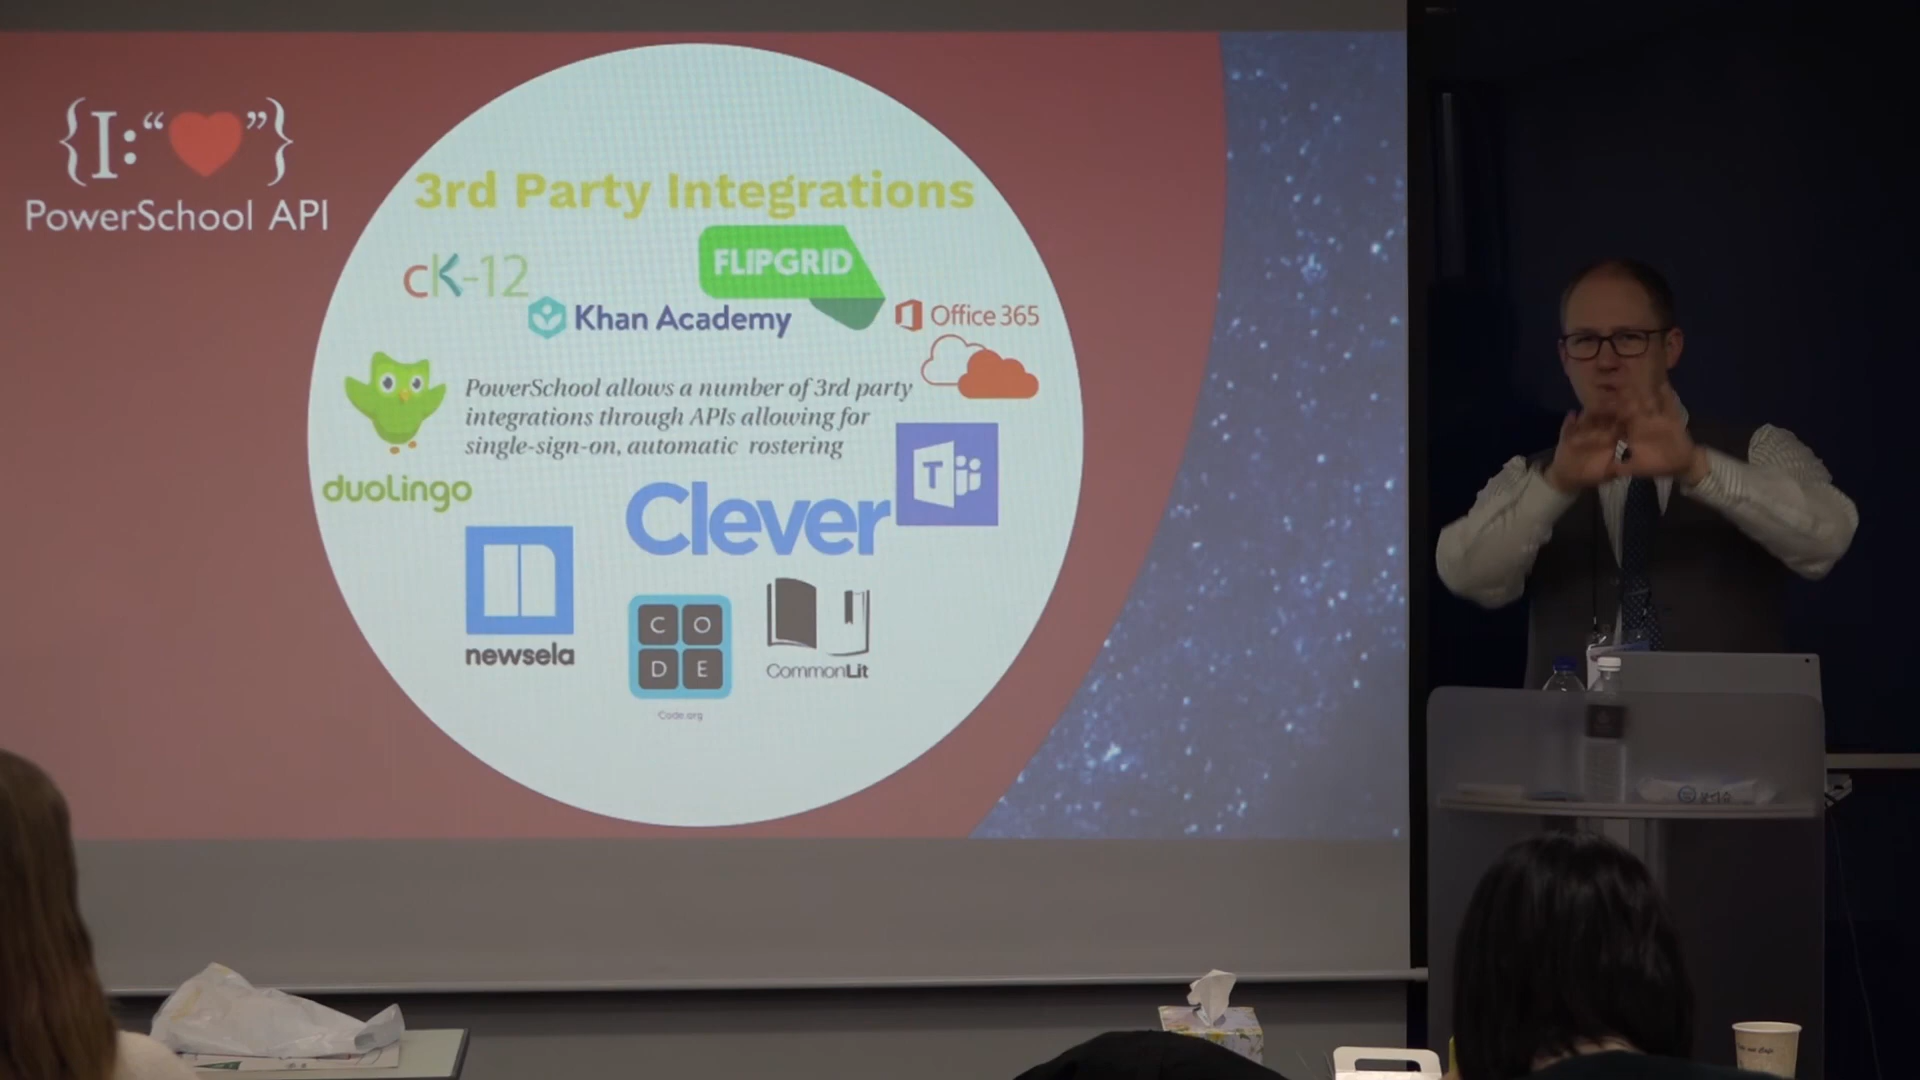 {I:“❤”}
PowerSchool API
3rd Party Integrations
cK-12
FLIPGRID
Khan Academy
Office 365
PowerSchool allows a number of 3rd party
integrations through APIs allowing for
single-sign-on, automatic rostering
duolingo
T
Clever
newsela
C O
D E
Code.org
CommonLit